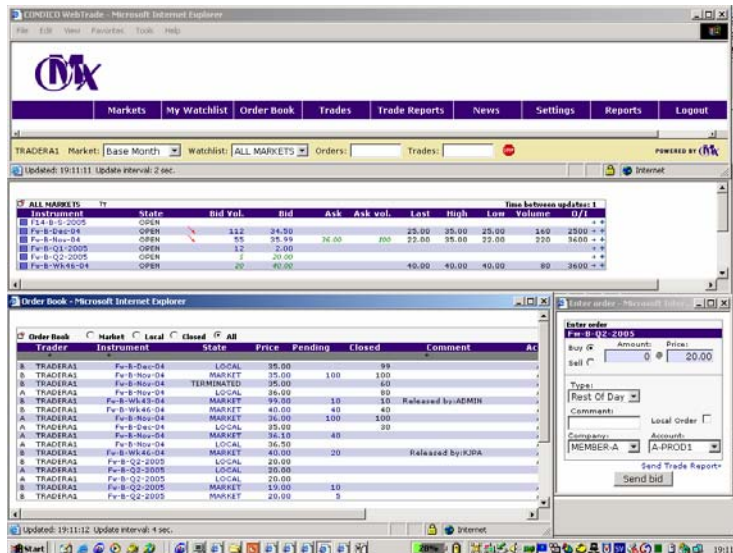 CONDICO WebTrade - Microsoft Internet Explorer
File Edit View Favorites Tools Help
CMX
Markets My Watchlist Order Book Trades Trade Reports News Settings Reports Logout
TRADERA1 Market: Base Month Watchlist: ALL MARKETS Orders: Trades: POWERED BY
Updated: 19:11:11 Update interval: 2 sec. Internet
ALL MARKETS Time between updates: 1
Instrument State Bid Vol. Bid Ask Ask vol. Last High Low Volume O/I
F14-B-S-2005 OPEN
Fw-B-Dec-04 OPEN 112 34.50 25.00 35.00 25.00 160 2500
Fw-B-Nov-04 OPEN 55 35.99 36.00 100 22.00 35.00 22.00 220 3600
Fw-B-Q1-2005 OPEN 12 2.00
Fw-B-Q2-2005 OPEN 1 20.00
Fw-B-Wk46-04 OPEN 20 40.00 40.00 40.00 40.00 80 3600
Order Book - Microsoft Internet Explorer
Order Book Market Local Closed All
Trader Instrument State Price Pending Closed Comment
B TRADERA1 Fw-B-Dec-04 LOCAL 35.00 99
B TRADERA1 Fw-B-Nov-04 MARKET 35.00 100 100
B TRADERA1 Fw-B-Nov-04 TERMINATED 35.00 60
A TRADERA1 Fw-B-Nov-04 LOCAL 36.00 80
B TRADERA1 Fw-B-Wk43-04 MARKET 99.00 10 10 Released by:ADMIN
B TRADERA1 Fw-B-Wk46-04 MARKET 40.00 40 40
A TRADERA1 Fw-B-Nov-04 MARKET 36.00 100 100
A TRADERA1 Fw-B-Dec-04 LOCAL 35.00 30
A TRADERA1 Fw-B-Nov-04 MARKET 36.10 40
A TRADERA1 Fw-B-Nov-04 LOCAL 36.50
B TRADERA1 Fw-B-Wk46-04 MARKET 40.00 20 Released by:KJPA
B TRADERA1 Fw-B-Q2-2005 LOCAL 20.00
A TRADERA1 Fw-B-Q2-2005 LOCAL 20.00
A TRADERA1 Fw-B-Q2-2005 LOCAL 20.00
B TRADERA1 Fw-B-Q2-2005 MARKET 19.00 10
B TRADERA1 Fw-B-Q2-2005 MARKET 20.00 5
Updated: 19:11:12 Update interval: 4 sec. Internet
Enter order - Microsoft
Enter order
Fw-B-Q2-2005
Amount: Price:
Buy 0 @ 20.00
Sell
Type:
Rest Of Day
Comment:
Local Order
Company: Account:
MEMBER-A A-PROD1
Send Trade Report»
Send bid
Start 19:11